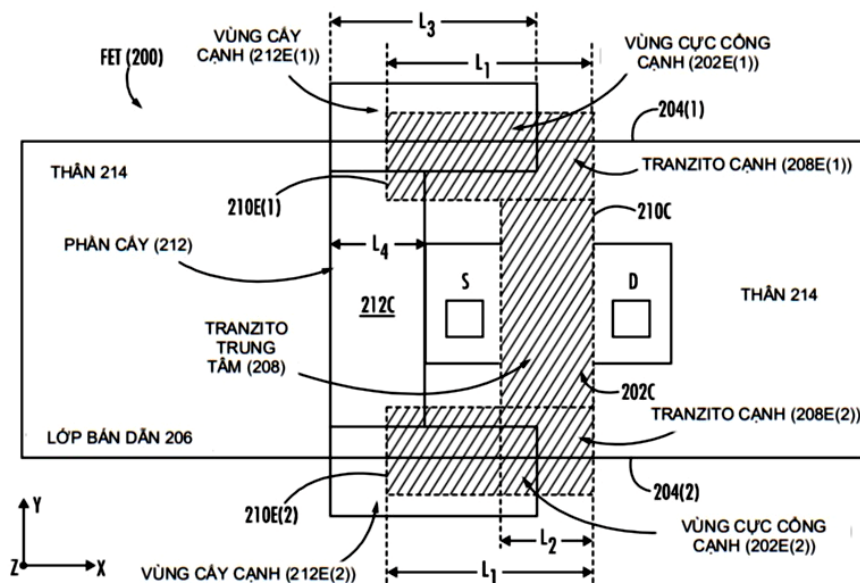 L3
VÙNG CẤY
CẠNH (212E(1))
L1
VÙNG CỰC CỔNG
CẠNH (202E(1))
FET (200)
204(1)
THÂN 214
TRANZITO CẠNH (208E(1))
210E(1)
210C
PHẦN CẤY (212)
L4
S
D
THÂN 214
212C
TRANZITO
TRUNG
TÂM (208)
202C
TRANZITO CẠNH (208E(2))
LỚP BÁN DẪN 206
210E(2)
204(2)
Y
Z
X
L2
VÙNG CỰC CỔNG
CẠNH (202E(2))
L1
VÙNG CẤY CẠNH (212E(2))